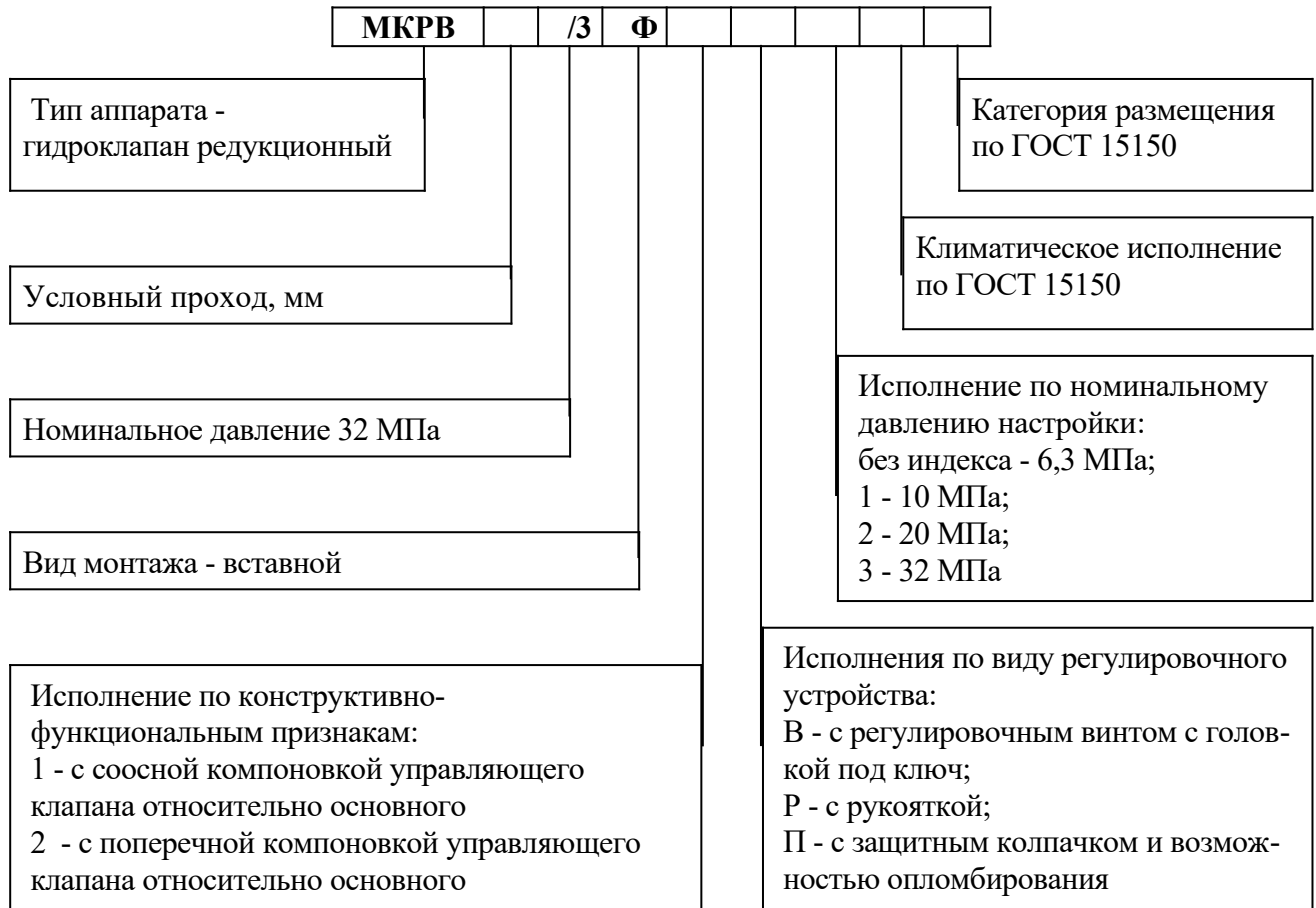 МКРВ /3 Ф
Тип аппарата -
гидроклапан редукционный
Категория размещения
по ГОСТ 15150
Климатическое исполнение
по ГОСТ 15150
Условный проход, мм
Исполнение по номинальному
давлению настройки:
без индекса - 6,3 МПа;
1 - 10 МПа;
2 - 20 МПа;
3 - 32 МПа
Номинальное давление 32 МПа
Вид монтажа - вставной
Исполнение по конструктивно-
функциональным признакам:
1 - с соосной компоновкой управляющего
клапана относительно основного
2 - с поперечной компоновкой управляющего
клапана относительно основного
Исполнения по виду регулировочного
устройства:
В - с регулировочным винтом с голов-
кой под ключ;
Р - с рукояткой;
П - с защитным колпачком и возмож-
ностью опломбирования